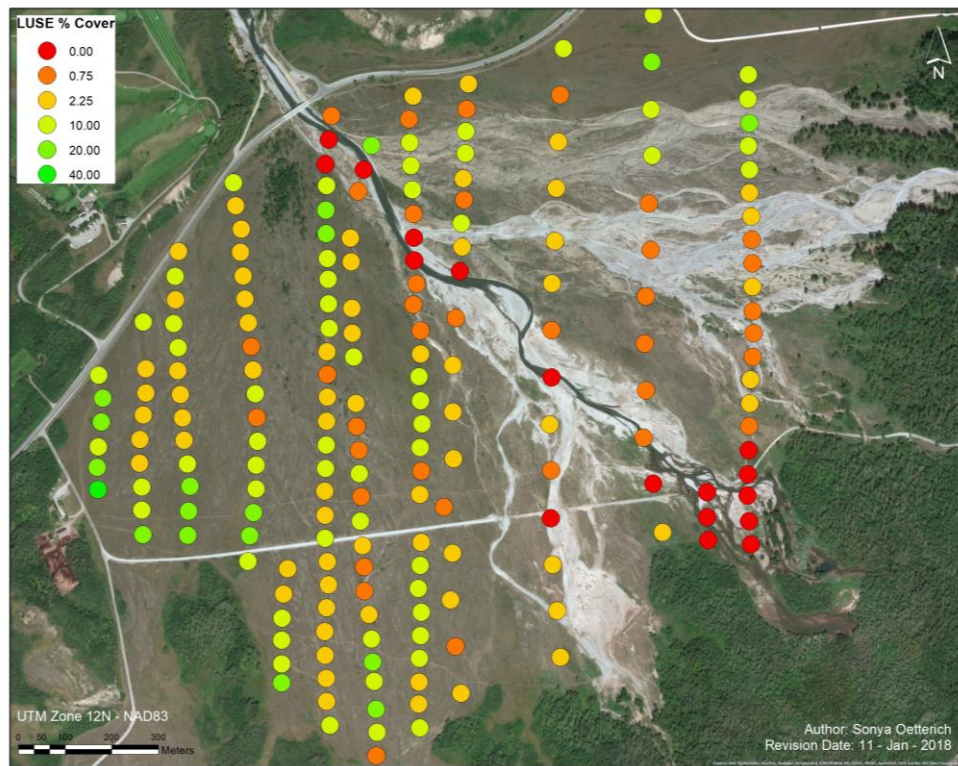 LUSE % Cover
0.00
0.75
2.25
10.00
20.00
40.00
N
UTM Zone 12N - NAD83
0 50 100 200 300
Meters
Author: Sonya Oetterich
Revision Date: 11 - Jan - 2018